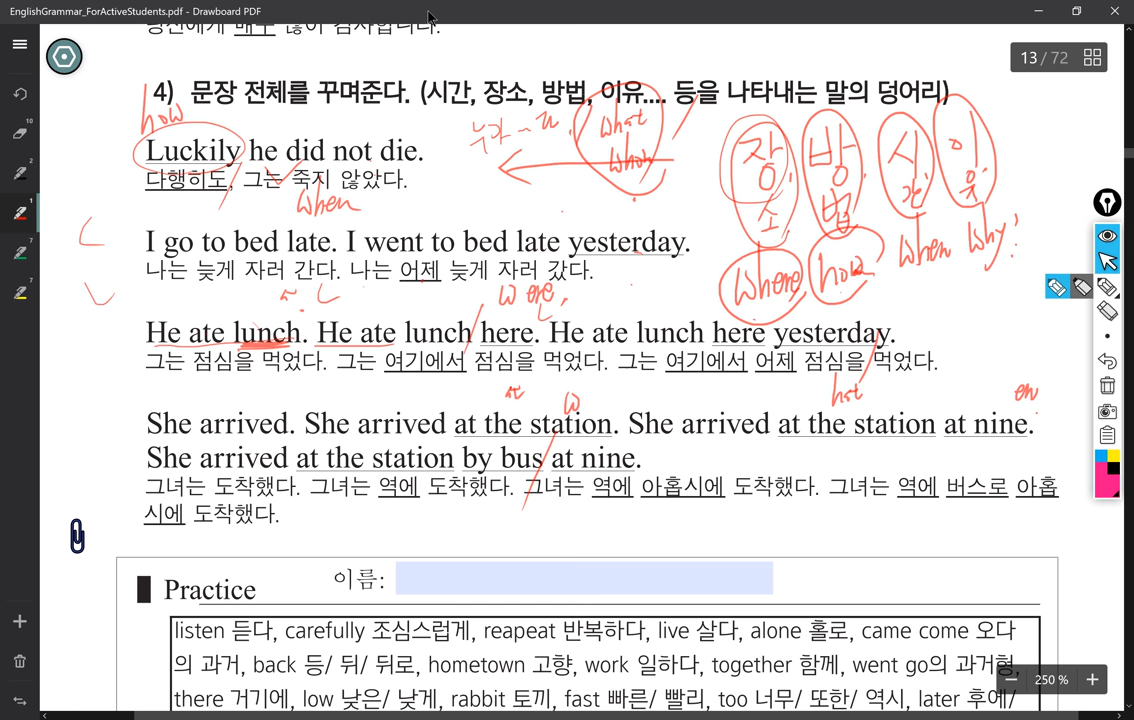 EnglishGrammar_ForActiveStudents.pdf - Drawboard PDF
13 / 72
4) 문장 전체를 꾸며준다. (시간, 장소, 방법, 이유.... 등을 나타내는 말의 덩어리)
how
what
장소 방법 시간 이유
Luckily he did not die.
다행히도, 그는 죽지 않았다.
when
where how when why?
I go to bed late. I went to bed late yesterday.
나는 늦게 자러 간다. 나는 어제 늦게 자러 갔다.
He ate lunch. He ate lunch here. He ate lunch here yesterday.
그는 점심을 먹었다. 그는 여기에서 점심을 먹었다. 그는 여기에서 어제 점심을 먹었다.
She arrived. She arrived at the station. She arrived at the station at nine.
She arrived at the station by bus at nine.
그녀는 도착했다. 그녀는 역에 도착했다. 그녀는 역에 아홉시에 도착했다. 그녀는 역에 버스로 아홉
시에 도착했다.
Practice 이름:
listen 듣다, carefully 조심스럽게, reapeat 반복하다, live 살다, alone 홀로, came come 오다
의 과거, back 등/ 뒤/ 뒤로, hometown 고향, work 일하다, together 함께, went go의 과거형,
there 거기에, low 낮은/ 낮게, rabbit 토끼, fast 빠른/ 빨리, too 너무/ 또한/ 역시, later 후에/
250 %